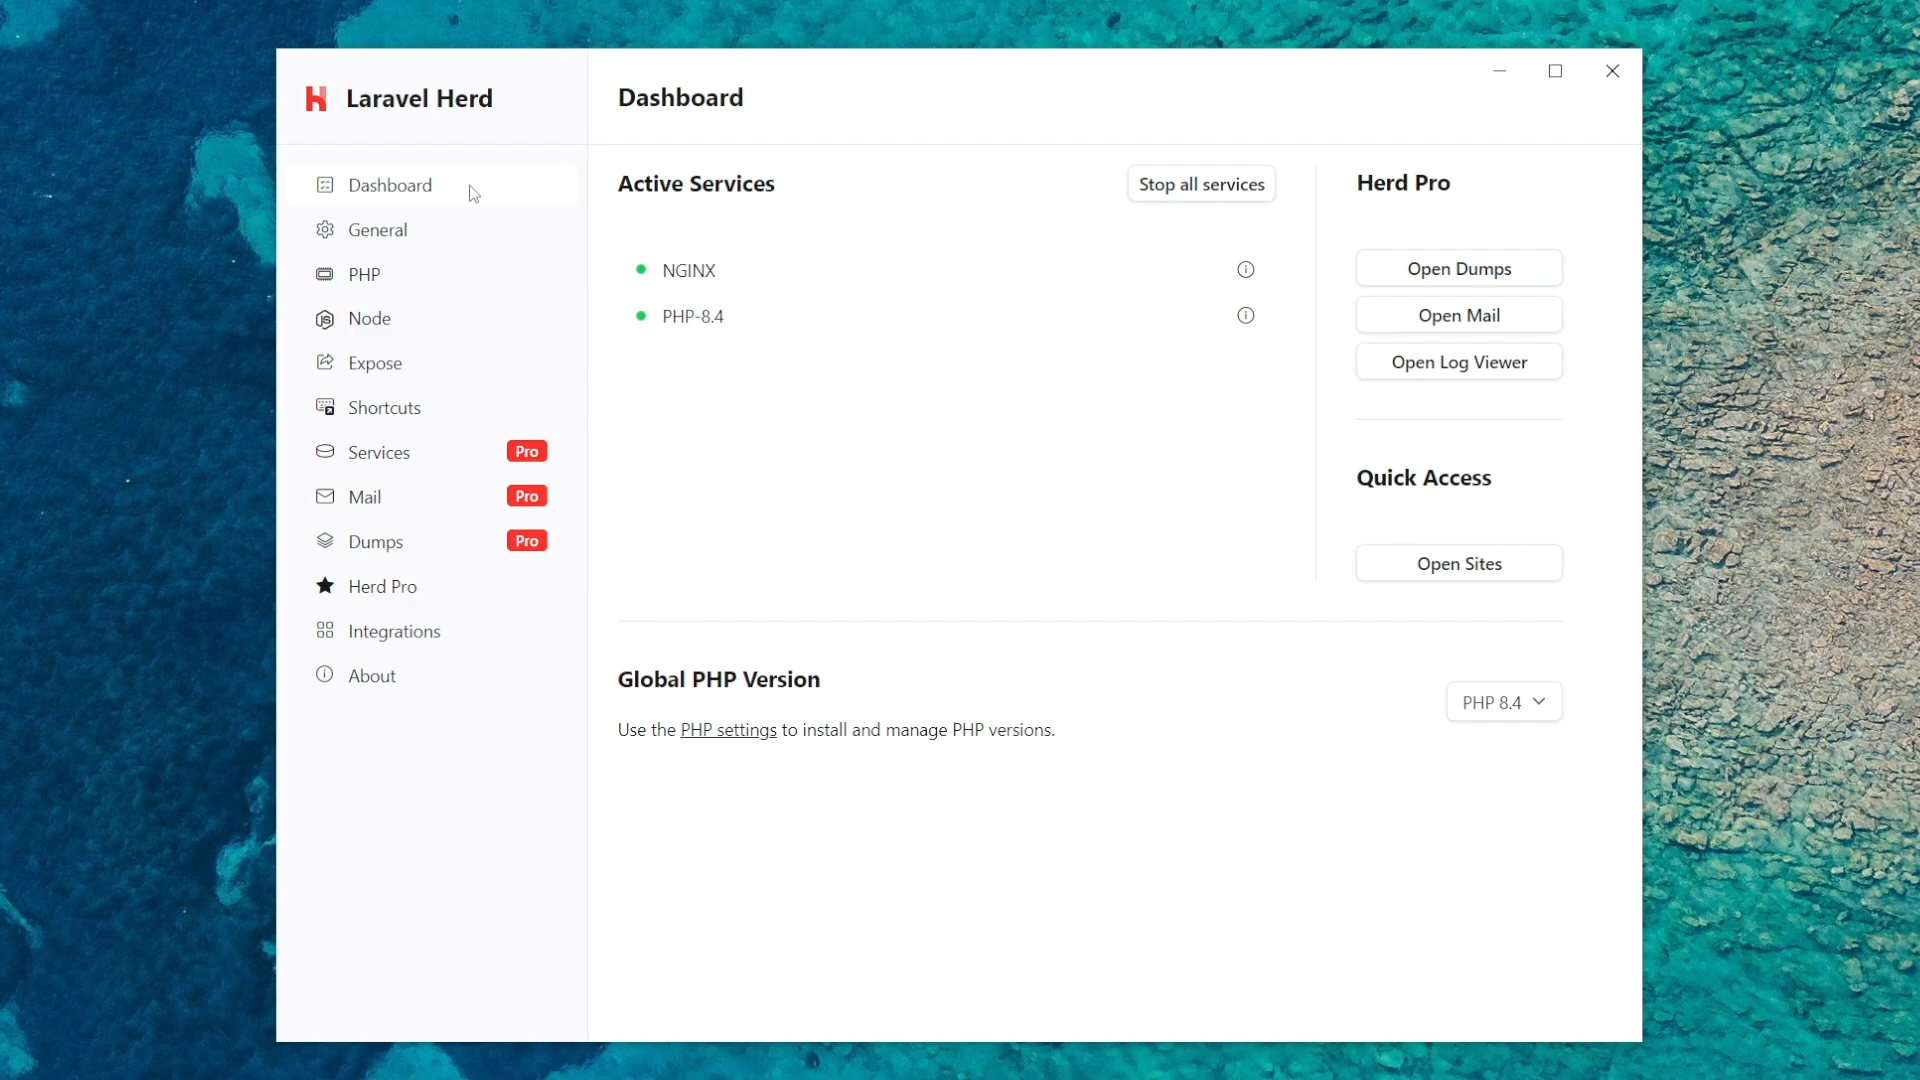 Laravel Herd
Dashboard
General
PHP
Node
Expose
Shortcuts
Services Pro
Mail Pro
Dumps Pro
Herd Pro
Integrations
About
Dashboard
Active Services
Stop all services
NGINX
PHP-8.4
Herd Pro
Open Dumps
Open Mail
Open Log Viewer
Quick Access
Open Sites
Global PHP Version
Use the PHP settings to install and manage PHP versions.
PHP 8.4